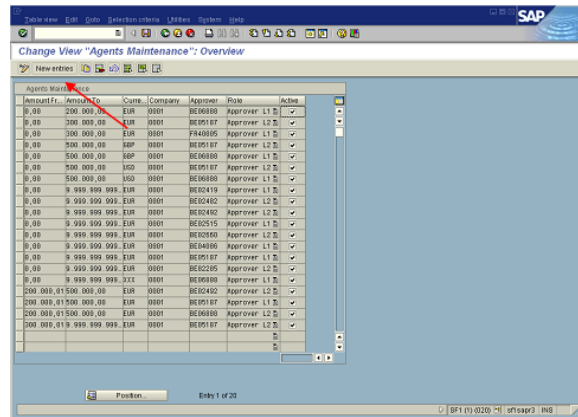 Table view Edit Goto Selection criteria Utilities System Help
SAP
Change View "Agents Maintenance": Overview
New entries
Agents Maintenance
Amount Fr... Amount To Curre... Company Approver Role Active
0,00 200.000,00 EUR 0001 BE06888 Approver L1
0,00 300.000,00 EUR 0001 BE05187 Approver L2
0,00 300.000,00 EUR 0001 FR40085 Approver L1
0,00 500.000,00 GBP 0001 BE05187 Approver L2
0,00 500.000,00 GBP 0001 BE06888 Approver L1
0,00 500.000,00 USD 0001 BE05187 Approver L2
0,00 500.000,00 USD 0001 BE06888 Approver L1
0,00 9.999.999.999… EUR 0001 BE02419 Approver L2
0,00 9.999.999.999… EUR 0001 BE02482 Approver L2
0,00 9.999.999.999… EUR 0001 BE02492 Approver L2
0,00 9.999.999.999… EUR 0001 BE02515 Approver L1
0,00 9.999.999.999… EUR 0001 BE02660 Approver L2
0,00 9.999.999.999… EUR 0001 BE04086 Approver L1
0,00 9.999.999.999… EUR 0001 BE05187 Approver L1
0,00 9.999.999.999… EUR 0001 BE82285 Approver L1
0,00 9.999.999.999… XXX 0001 BE06888 Approver L1
200.000,01 500.000,00 EUR 0001 BE02482 Approver L2
200.000,01 500.000,00 EUR 0001 BE05187 Approver L1
200.000,01 500.000,00 EUR 0001 BE06888 Approver L2
300.000,01 9.999.999.999… EUR 0001 BE05187 Approver L2
Position... Entry 1 of 20
SF1 (1) (020) sf1sapr3 INS